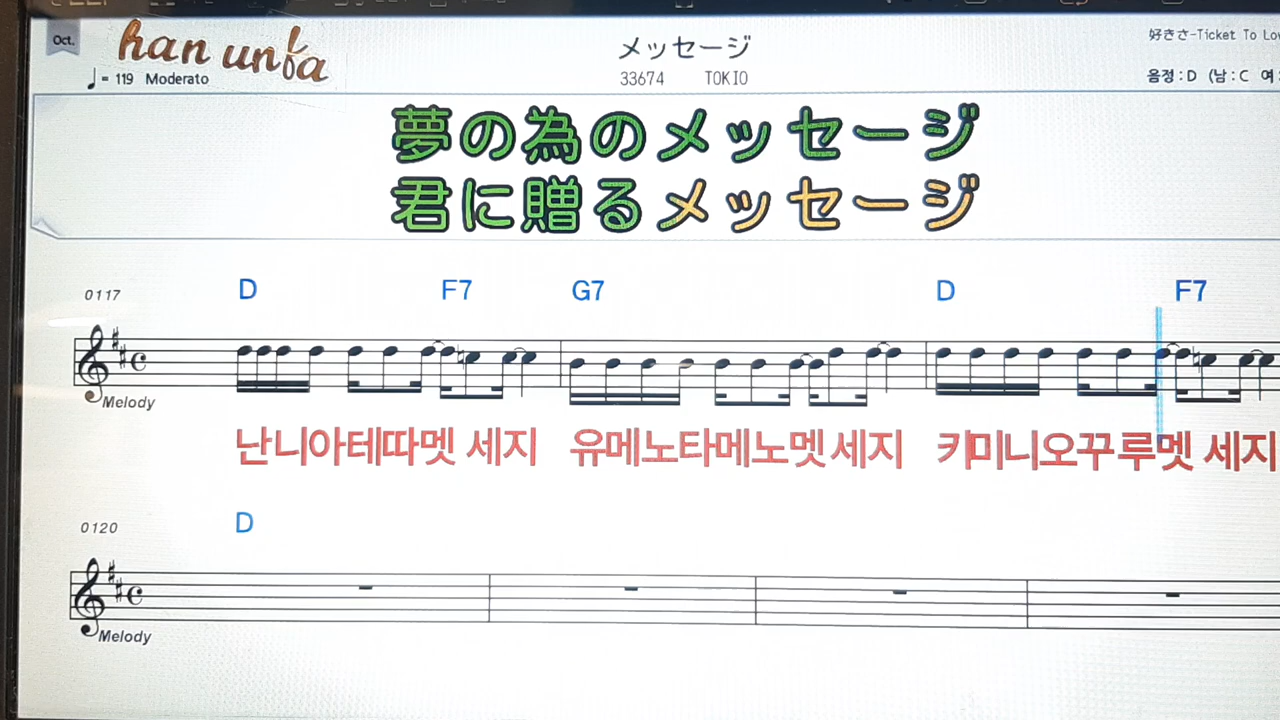 Oct.
han unba
メッセージ
好きさ-Ticket To Lo
♩= 119 Moderato
33674 TOKIO
음정:D (남:C 여:
夢の為のメッセージ
君に贈るメッセージ
0117
D F7 G7 D F7
Melody
난니아테따멧 세지 유메노타메노멧 세지 키미니오꾸루멧 세지
0120
D
Melody